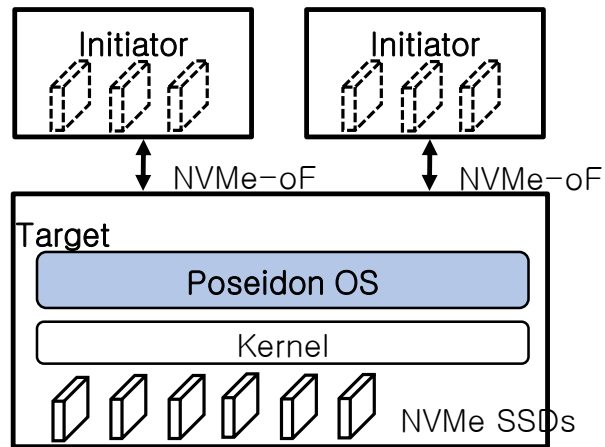 Initiator
Initiator
NVMe-oF
NVMe-oF
Target
Poseidon OS
Kernel
NVMe SSDs